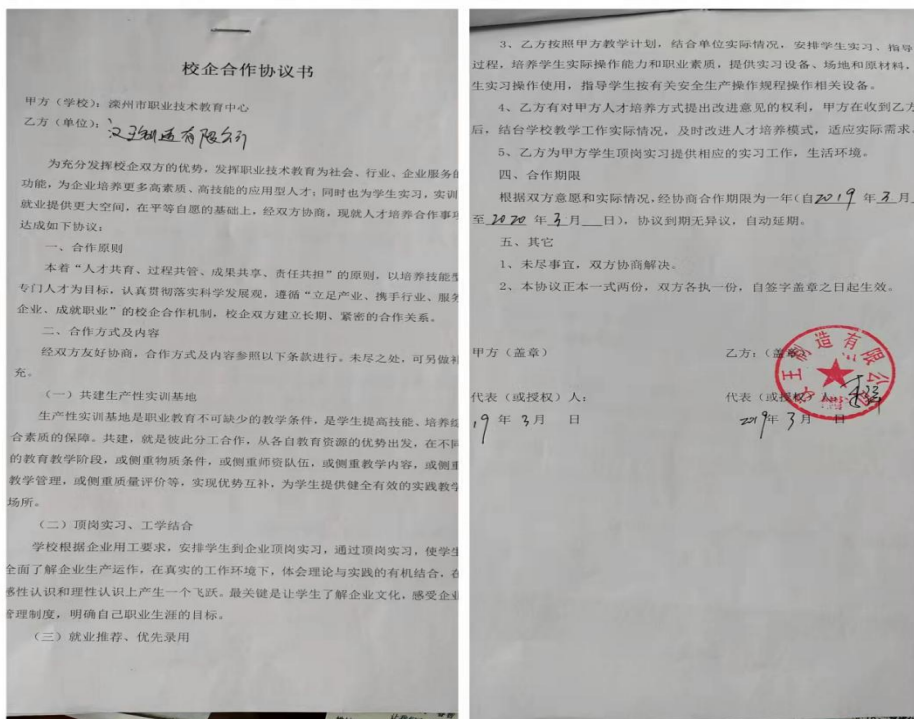 校企合作协议书
甲方（学校）：滦州市职业技术教育中心
乙方（单位）：汉王制造有限公司
为充分发挥校企双方的优势，发挥职业技术教育为社会、行业、企业服务的
功能，为企业培养更多高素质、高技能的应用型人才；同时也为学生实习、实训
就业提供更大空间，在平等自愿的基础上，经双方协商，现就人才培养合作事项
达成如下协议：
一、合作原则
本着“人才共育、过程共管、成果共享、责任共担”的原则，以培养技能型
专门人才为目标，认真贯彻落实科学发展观，遵循“立足产业、携手行业、服务
企业、成就职业”的校企合作机制，校企双方建立长期、紧密的合作关系。
二、合作方式及内容
经双方友好协商，合作方式及内容参照以下条款进行。未尽之处，可另做补
充。
（一）共建生产性实训基地
生产性实训基地是职业教育不可缺少的教学条件，是学生提高技能、培养综
合素质的保障。共建，就是彼此分工合作，从各自教育资源的优势出发，在不同
的教育教学阶段，或侧重物质条件，或侧重师资队伍，或侧重教学内容，或侧重
教学管理，或侧重质量评价等，实现优势互补，为学生提供健全有效的实践教学
场所。
（二）顶岗实习、工学结合
学校根据企业用工要求，安排学生到企业顶岗实习，通过顶岗实习，使学生
全面了解企业生产运作，在真实的工作环境下，体会理论与实践的有机结合，在
感性认识和理性认识上产生一个飞跃。最关键是让学生了解企业文化，感受企业
管理制度，明确自己职业生涯的目标。
（三）就业推荐、优先录用
3、乙方按照甲方教学计划，结合单位实际情况，安排学生实习、指导
过程，培养学生实际操作能力和职业素质，提供实习设备、场地和原材料，
生实习操作使用，指导学生按有关安全生产操作规程操作相关设备。
4、乙方有对甲方人才培养方式提出改进意见的权利，甲方在收到乙方
后，结台学校教学工作实际情况，及时改进人才培养模式，适应实际需求。
5、乙方为甲方学生顶岗实习提供相应的实习工作，生活环境。
四、合作期限
根据双方意愿和实际情况，经协商合作期限为一年（自2019 年 3 月
至 2020 年 3 月 日），协议到期无异议，自动延期。
五、其它
1、未尽事宜，双方协商解决。
2、本协议正本一式两份，双方各执一份，自签字盖章之日起生效。
甲方（盖章）
乙方：（盖章）
王制造有限公
代表（或授权）人：
代表（或授权）人：
19 年 3 月 日
2019年 3 月 日